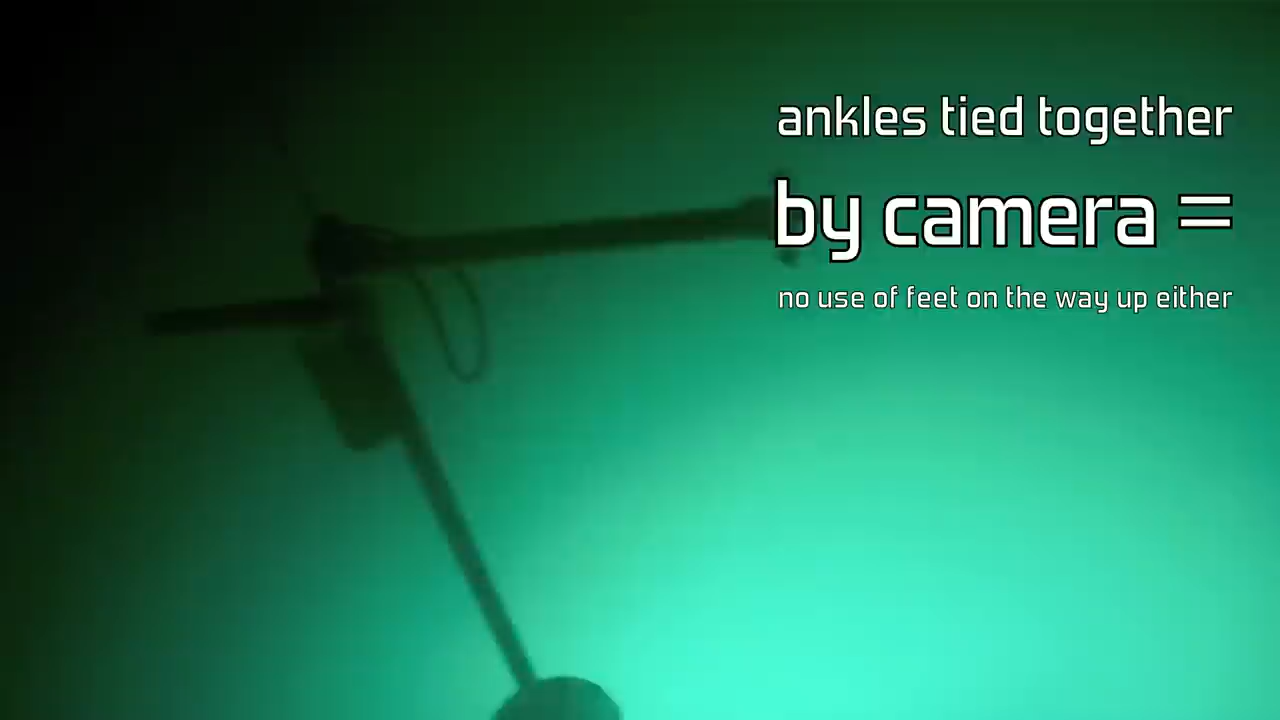 ankles tied together
by camera =
no use of feet on the way up either